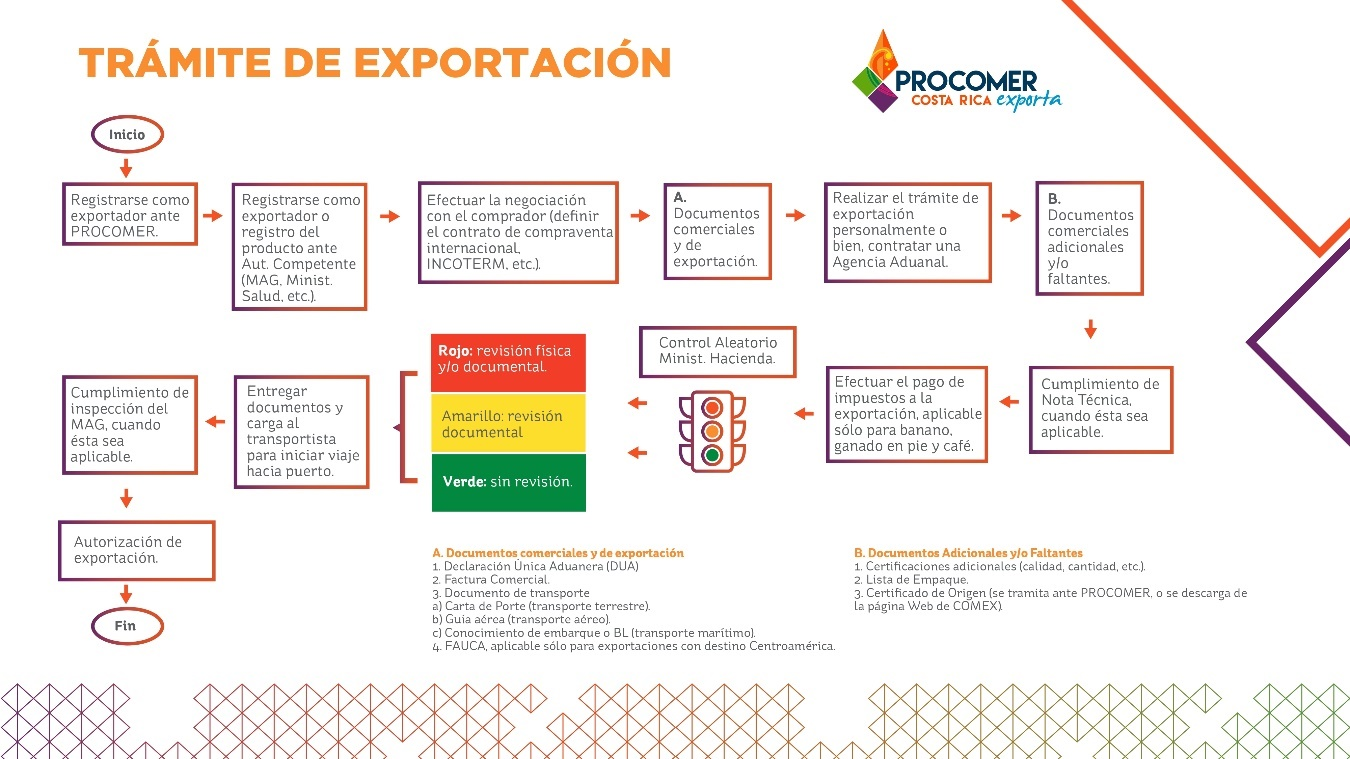 TRÁMITE DE EXPORTACIÓN
PROCOMER
COSTA RICA exporta
Inicio
Registrarse como
exportador ante
PROCOMER.
Registrarse como
exportador o
registro del
producto ante
Aut. Competente
(MAG, Minist.
Salud, etc.).
Efectuar la negociación
con el comprador (definir
el contrato de compraventa
internacional,
INCOTERM, etc.).
A.
Documentos
comerciales
y de
exportación.
Realizar el trámite de
exportación
personalmente o
bien, contratar una
Agencia Aduanal.
B.
Documentos
comerciales
adicionales
y/o
faltantes.
Cumplimiento de
Nota Técnica,
cuando ésta sea
aplicable.
Efectuar el pago de
impuestos a la
exportación, aplicable
sólo para banano,
ganado en pie y café.
Control Aleatorio
Minist. Hacienda.
Rojo: revisión física
y/o documental.
Amarillo: revisión
documental
Verde: sin revisión.
Entregar
documentos y
carga al
transportista
para iniciar viaje
hacia puerto.
Cumplimiento de
inspección del
MAG, cuando
ésta sea
aplicable.
Autorización de
exportación.
Fin
A. Documentos comerciales y de exportación
1. Declaración Única Aduanera (DUA)
2. Factura Comercial.
3. Documento de transporte
a) Carta de Porte (transporte terrestre).
b) Guia aérea (transporte aéreo).
c) Conocimiento de embarque o BL (transporte marítimo).
4. FAUCA, aplicable sólo para exportaciones con destino Centroamérica.
B. Documentos Adicionales y/o Faltantes
1. Certificaciones adicionales (calidad, cantidad, etc.).
2. Lista de Empaque.
3. Certificado de Origen (se tramita ante PROCOMER, o se descarga de
la página Web de COMEX).